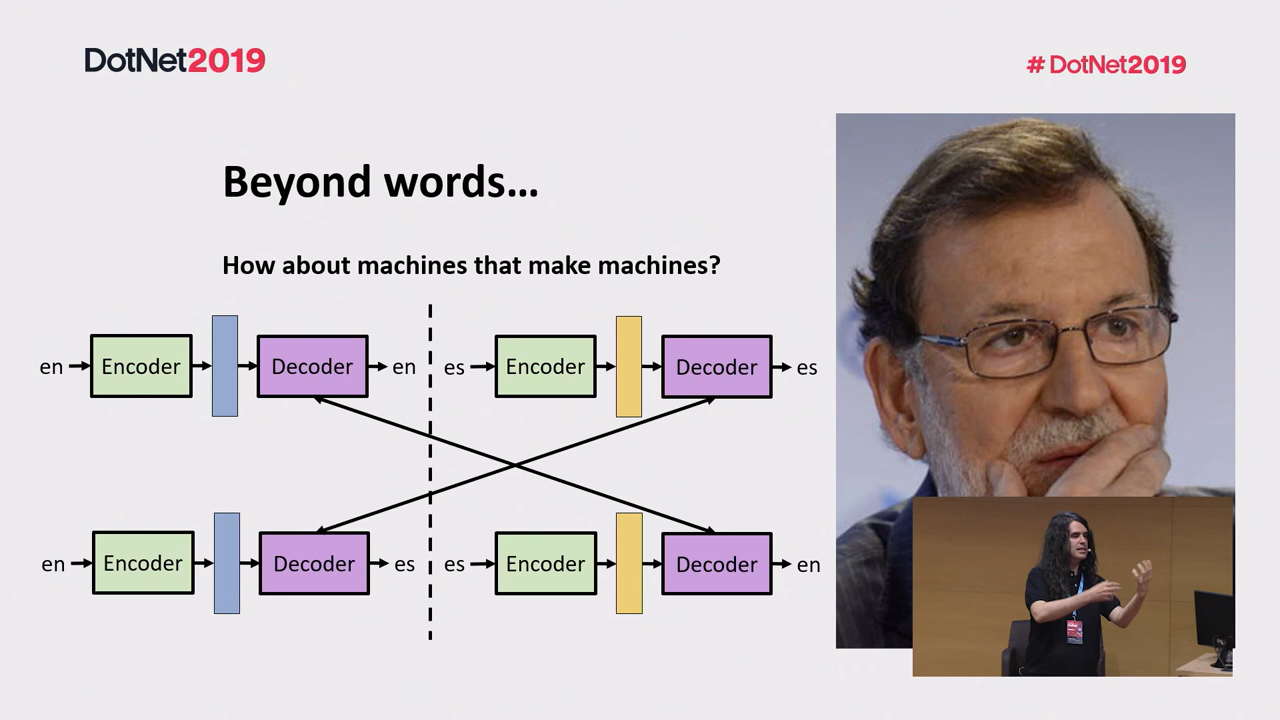 DotNet2019
# DotNet2019
Beyond words...
How about machines that make machines?
en Encoder Decoder en es Encoder Decoder es
en Encoder Decoder es es Encoder Decoder en